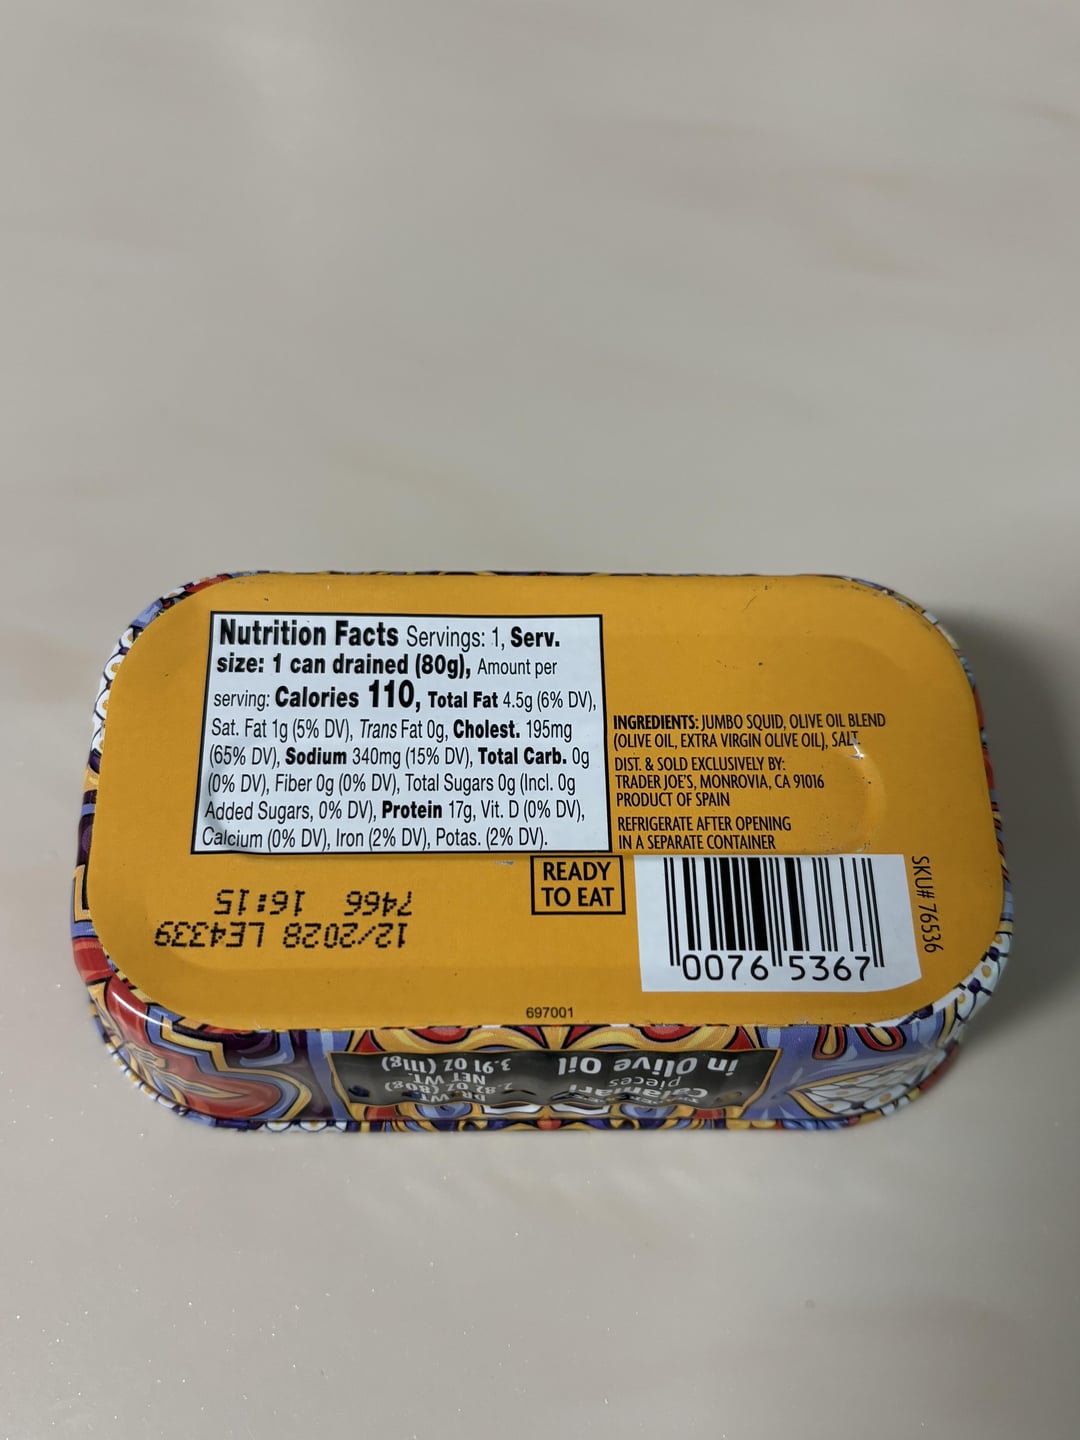 Nutrition Facts Servings: 1, Serv.
size: 1 can drained (80g), Amount per
serving: Calories 110, Total Fat 4.5g (6% DV),
Sat. Fat 1g (5% DV), Trans Fat 0g, Cholest. 195mg
(65% DV), Sodium 340mg (15% DV), Total Carb. 0g
(0% DV), Fiber 0g (0% DV), Total Sugars 0g (Incl. 0g
Added Sugars, 0% DV), Protein 17g, Vit. D (0% DV),
Calcium (0% DV), Iron (2% DV), Potas. (2% DV).
INGREDIENTS: JUMBO SQUID, OLIVE OIL BLEND
(OLIVE OIL, EXTRA VIRGIN OLIVE OIL), SALT.
DIST. & SOLD EXCLUSIVELY BY:
TRADER JOE'S, MONROVIA, CA 91016
PRODUCT OF SPAIN
REFRIGERATE AFTER OPENING
IN A SEPARATE CONTAINER
READY
TO EAT
SKU# 76536
0076 5367
12/2028 LE4339
7466 16:15
697001
Calamari
pieces
in Olive Oil
DR. WT.
2.82 OZ (80g)
NET WT.
3.91 OZ (111g)